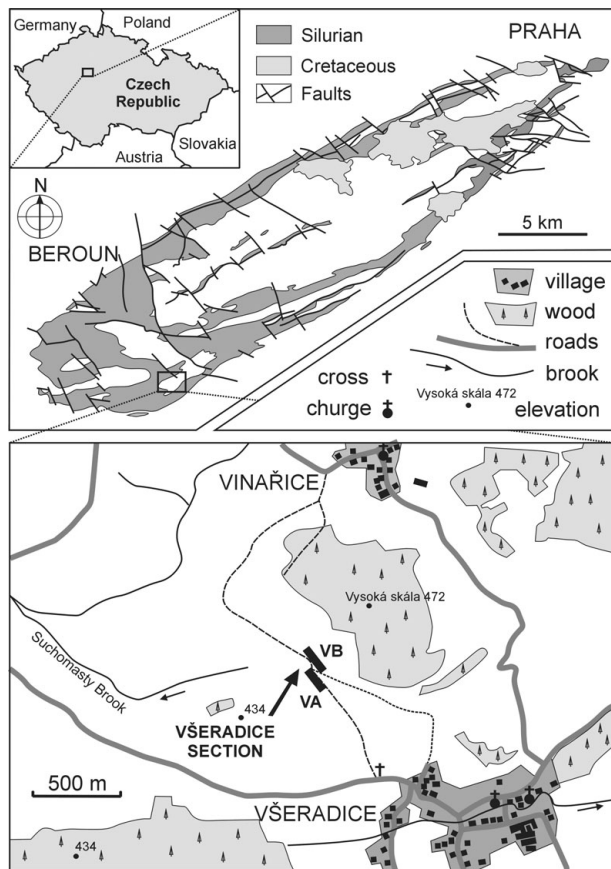 Germany
Poland
Czech
Republic
Slovakia
Austria
Silurian
Cretaceous
Faults
PRAHA
N
BEROUN
5 km
village
wood
roads
brook
cross
churge
Vysoká skála 472
elevation
VINAŘICE
Vysoká skála 472
Suchomasty Brook
VB
VA
434
VŠERADICE
SECTION
500 m
VŠERADICE
434